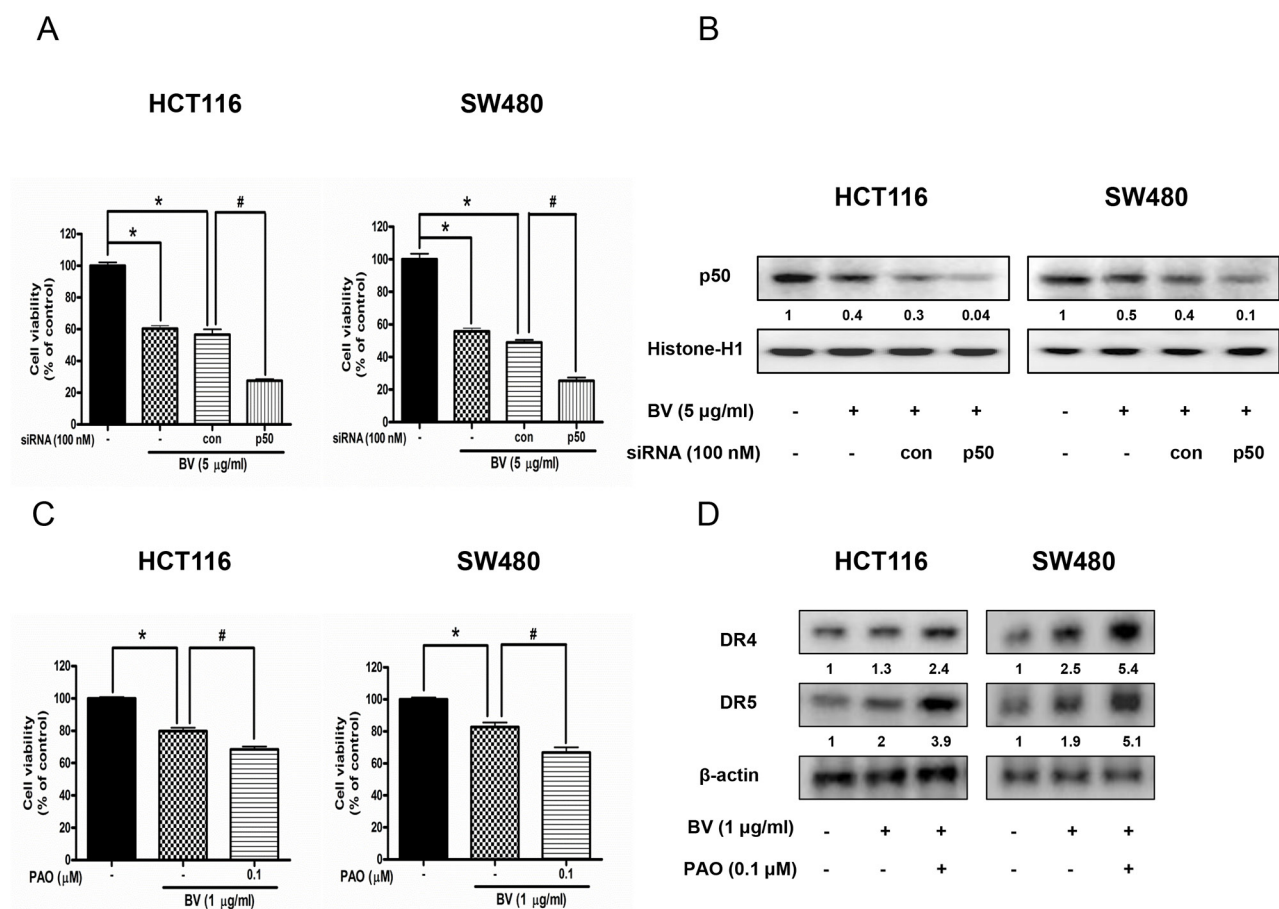 A
HCT116
SW480
* # *
* # *
Cell viability
(% of control)
120
100
80
60
40
20
0
siRNA (100 nM) - - con p50
BV (5 μg/ml)
Cell viability
(% of control)
120
100
80
60
40
20
0
siRNA (100 nM) - - con p50
BV (5 μg/ml)
B
HCT116 SW480
p50
1 0.4 0.3 0.04 1 0.5 0.4 0.1
Histone-H1
BV (5 μg/ml) - + + + - + + +
siRNA (100 nM) - - con p50 - - con p50
C
HCT116
SW480
* #
Cell viability
(% of control)
120
100
80
60
40
20
0
PAO (μM) - - 0.1
BV (1 μg/ml)
* #
Cell viability
(% of control)
120
100
80
60
40
20
0
PAO (μM) - - 0.1
BV (1 μg/ml)
D
HCT116 SW480
DR4
1 1.3 2.4 1 2.5 5.4
DR5
1 2 3.9 1 1.9 5.1
β-actin
BV (1 μg/ml) - + + - + +
PAO (0.1 μM) - - + - - +